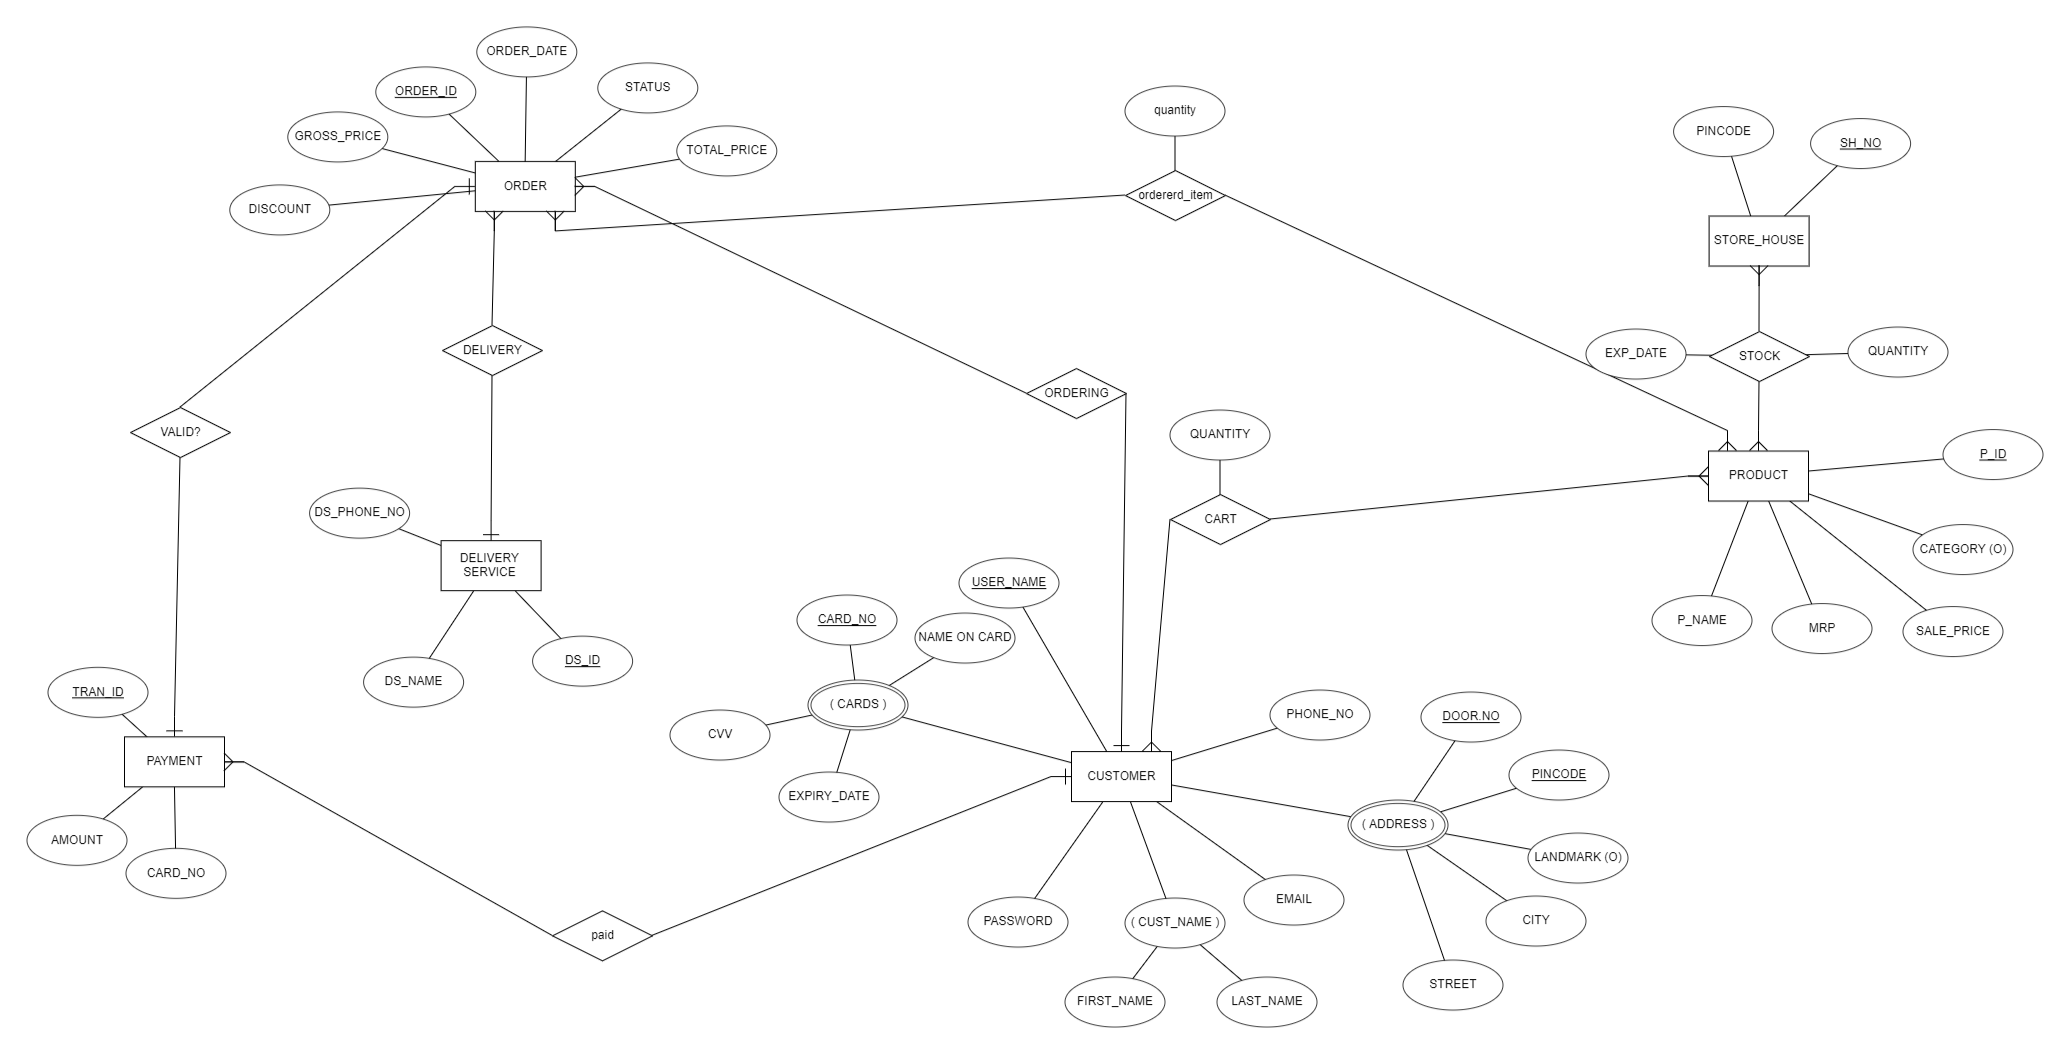 ORDER_DATE
ORDER_ID
STATUS
GROSS_PRICE
TOTAL_PRICE
DISCOUNT
ORDER
quantity
ordererd_item
PINCODE
SH_NO
STORE_HOUSE
EXP_DATE
STOCK
QUANTITY
DELIVERY
ORDERING
VALID?
QUANTITY
CART
PRODUCT
P_ID
CATEGORY (O)
P_NAME
MRP
SALE_PRICE
DS_PHONE_NO
DELIVERY
SERVICE
DS_NAME
DS_ID
USER_NAME
CARD_NO
NAME ON CARD
( CARDS )
CVV
EXPIRY_DATE
TRAN_ID
PAYMENT
AMOUNT
CARD_NO
CUSTOMER
PHONE_NO
DOOR.NO
PINCODE
( ADDRESS )
LANDMARK (O)
CITY
STREET
EMAIL
PASSWORD
( CUST_NAME )
FIRST_NAME
LAST_NAME
paid